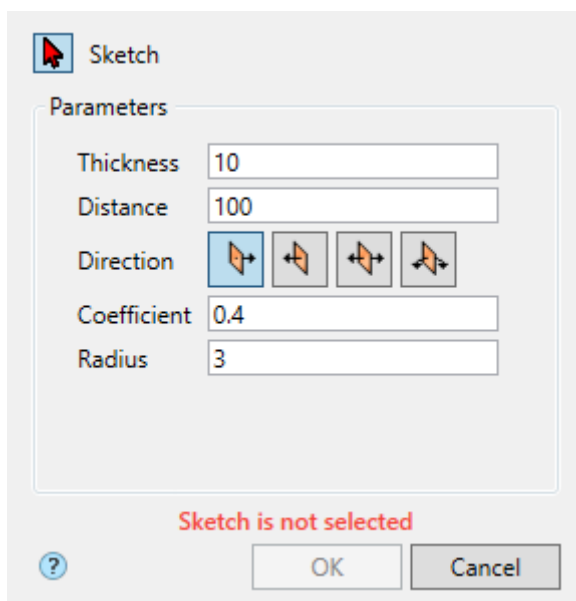 Sketch
Parameters
Thickness 10
Distance 100
Direction
Coefficient 0.4
Radius 3
Sketch is not selected
? OK Cancel